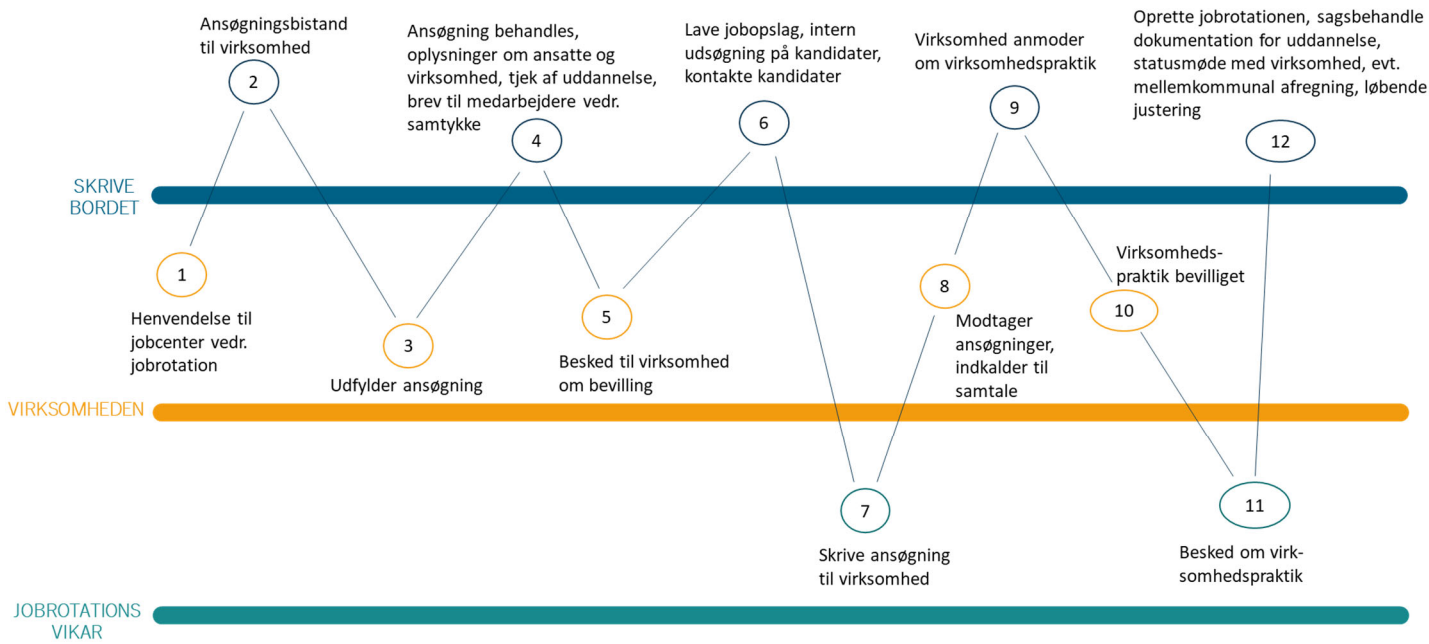 Ansøgningsbistand
til virksomhed
2
Ansøgning behandles,
oplysninger om ansatte og
virksomhed, tjek af uddannelse,
brev til medarbejdere vedr.
samtykke
4
Lave jobopslag, intern
udsøgning på kandidater,
kontakte kandidater
6
Virksomhed anmoder
om virksomhedspraktik
9
Oprette jobrotationen, sagsbehandle
dokumentation for uddannelse,
statusmøde med virksomhed, evt.
mellemkommunal afregning, løbende
justering
12
SKRIVE
BORDET
1
Henvendelse til
jobcenter vedr.
jobrotation
3
Udfylder ansøgning
5
Besked til virksomhed
om bevilling
8
Modtager
ansøgninger,
indkalder til
samtale
Virksomheds-
praktik bevilliget
10
VIRKSOMHEDEN
7
Skrive ansøgning
til virksomhed
11
Besked om virk-
somhedspraktik
JOBROTATIONS
VIKAR